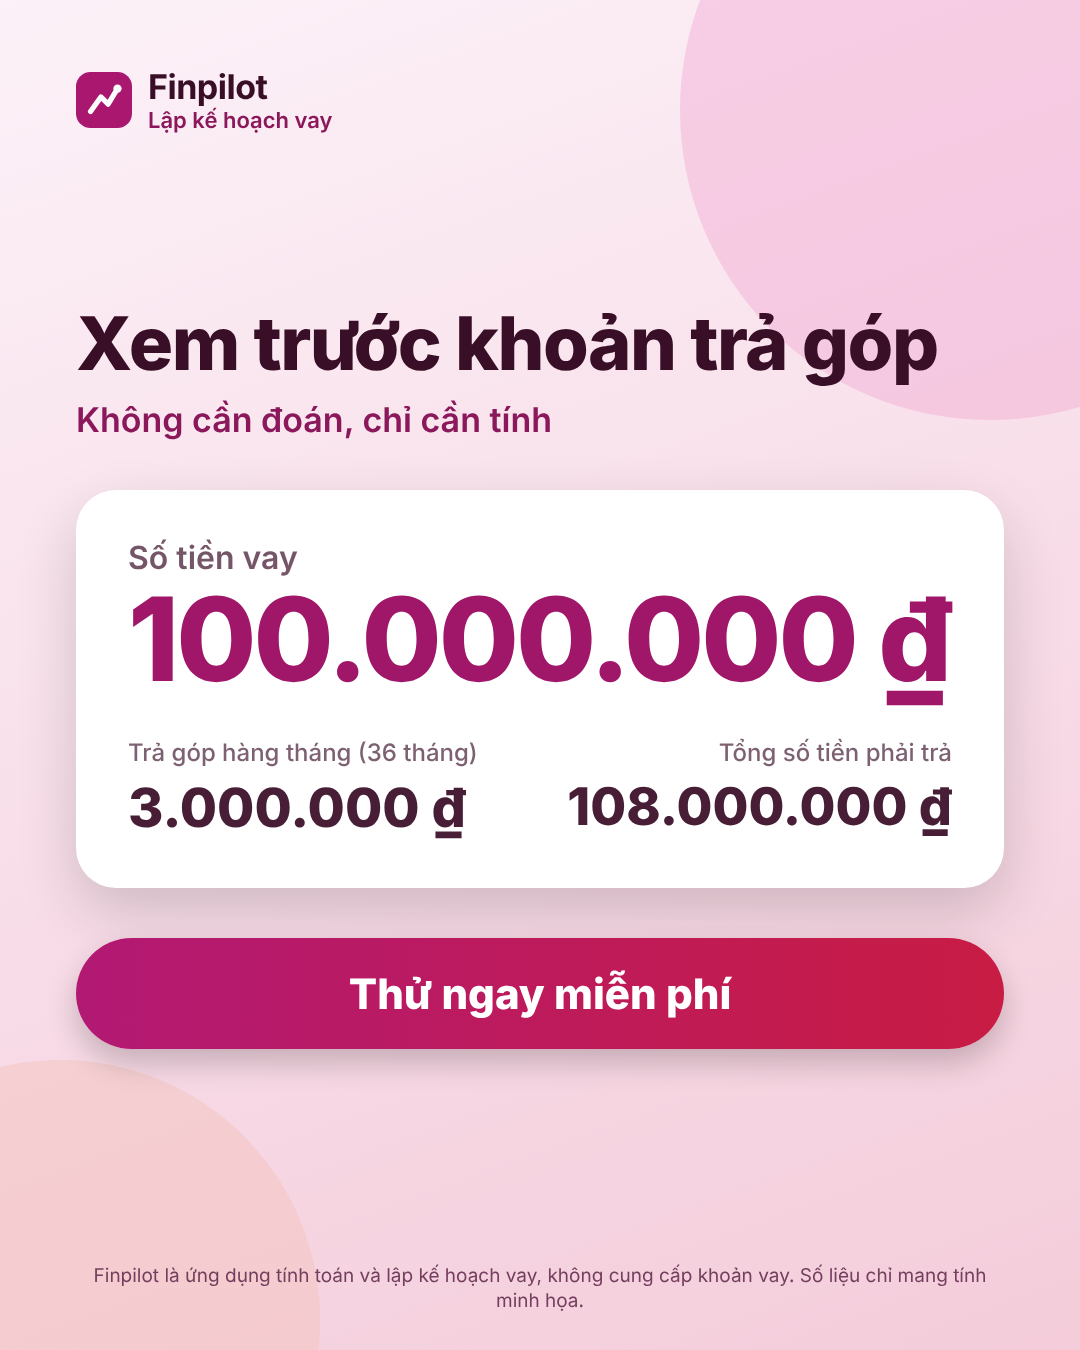 Finpilot
Lập kế hoạch vay
Xem trước khoản trả góp
Không cần đoán, chỉ cần tính
Số tiền vay
100.000.000 ₫
Trả góp hàng tháng (36 tháng)
3.000.000 ₫
Tổng số tiền phải trả
108.000.000 ₫
Thử ngay miễn phí
Finpilot là ứng dụng tính toán và lập kế hoạch vay, không cung cấp khoản vay. Số liệu chỉ mang tính
minh họa.